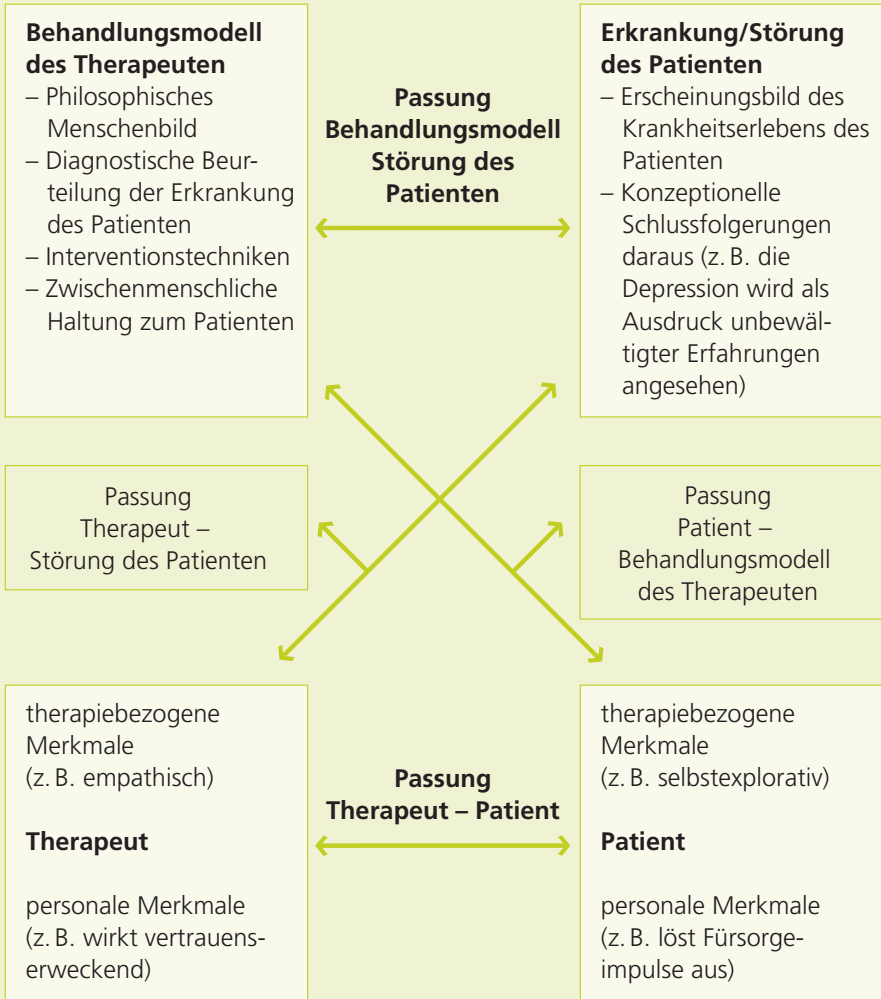 Behandlungsmodell
des Therapeuten
– Philosophisches
Menschenbild
– Diagnostische Beur-
teilung der Erkrankung
des Patienten
– Interventionstechniken
– Zwischenmenschliche
Haltung zum Patienten
Passung
Behandlungsmodell
Störung des
Patienten
Erkrankung/Störung
des Patienten
– Erscheinungsbild des
Krankheitserlebens des
Patienten
– Konzeptionelle
Schlussfolgerungen
daraus (z. B. die
Depression wird als
Ausdruck unbewäl-
tigter Erfahrungen
angesehen)
Passung
Therapeut –
Störung des Patienten
Passung
Patient –
Behandlungsmodell
des Therapeuten
therapiebezogene
Merkmale
(z. B. empathisch)
Therapeut
personale Merkmale
(z. B. wirkt vertrauens-
erweckend)
Passung
Therapeut – Patient
therapiebezogene
Merkmale
(z. B. selbstexplorativ)
Patient
personale Merkmale
(z. B. löst Fürsorge-
impulse aus)